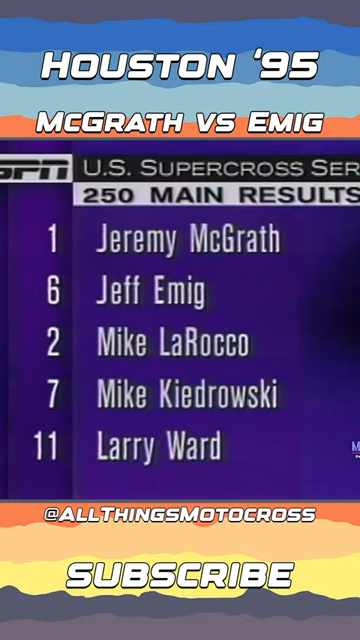 Houston '95
McGrath vs Emig
ESPN U.S. Supercross Ser
250 MAIN RESULTS
1 Jeremy McGrath
6 Jeff Emig
2 Mike LaRocco
7 Mike Kiedrowski
11 Larry Ward
@AllThingsMotocross
SUBSCRIBE